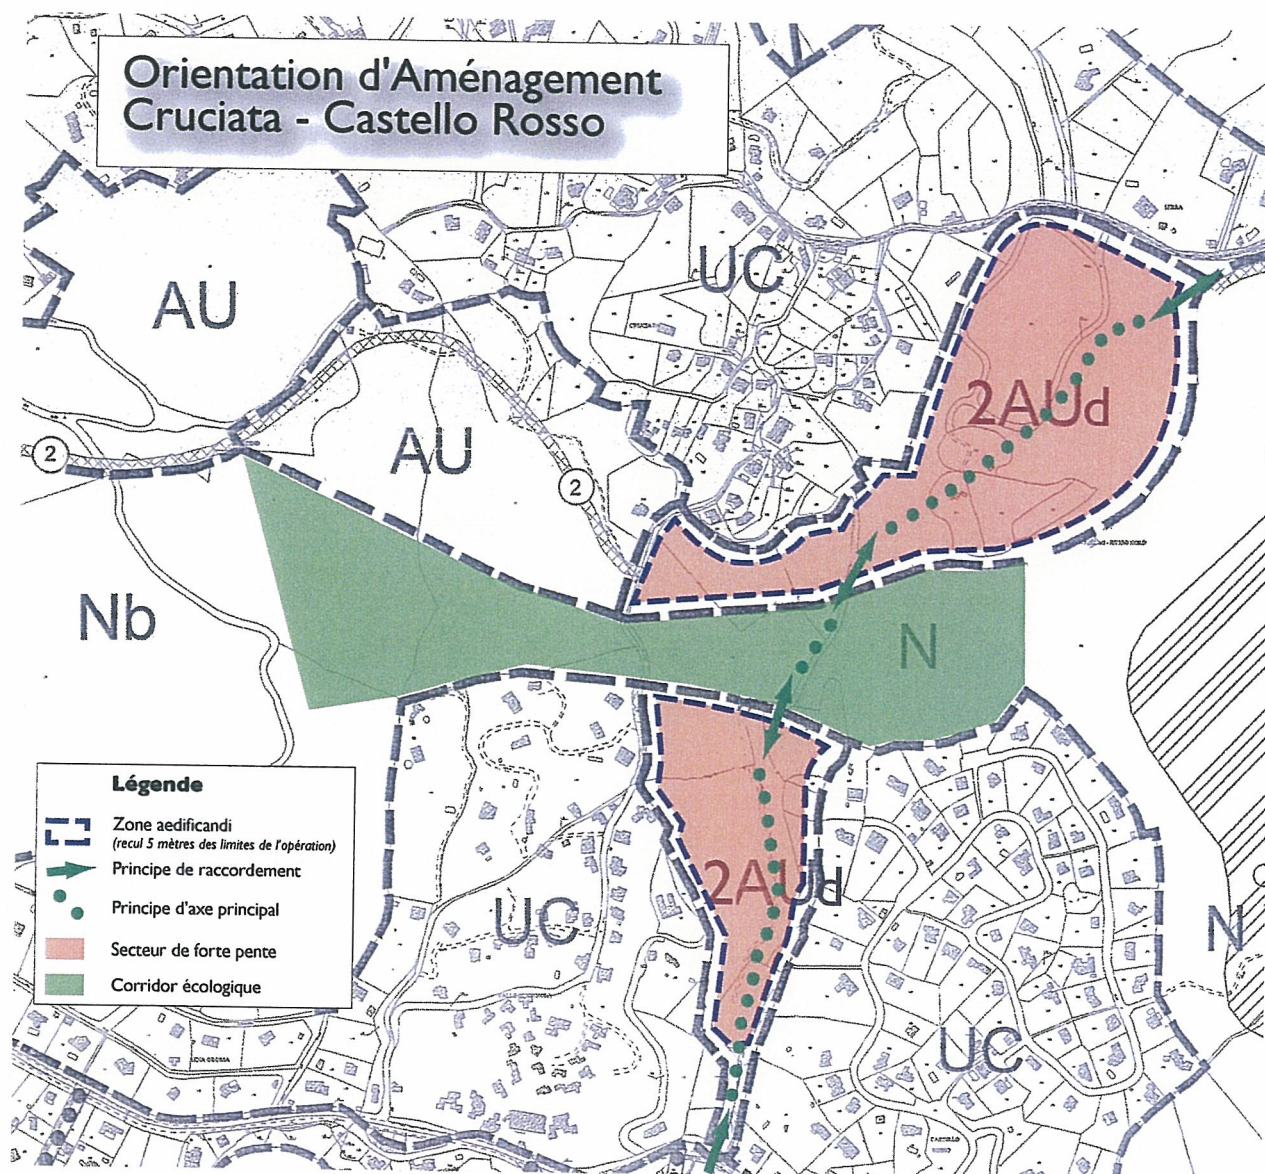 Orientation d'Aménagement
Cruciata - Castello Rosso
SERRA
UC
AU
2AUd
AU
2
2
Nb
N
Légende
Zone aedificandi
(recul 5 mètres des limites de l'opération)
Principe de raccordement
Principe d'axe principal
Secteur de forte pente
Corridor écologique
2AUd
UC
N
UC